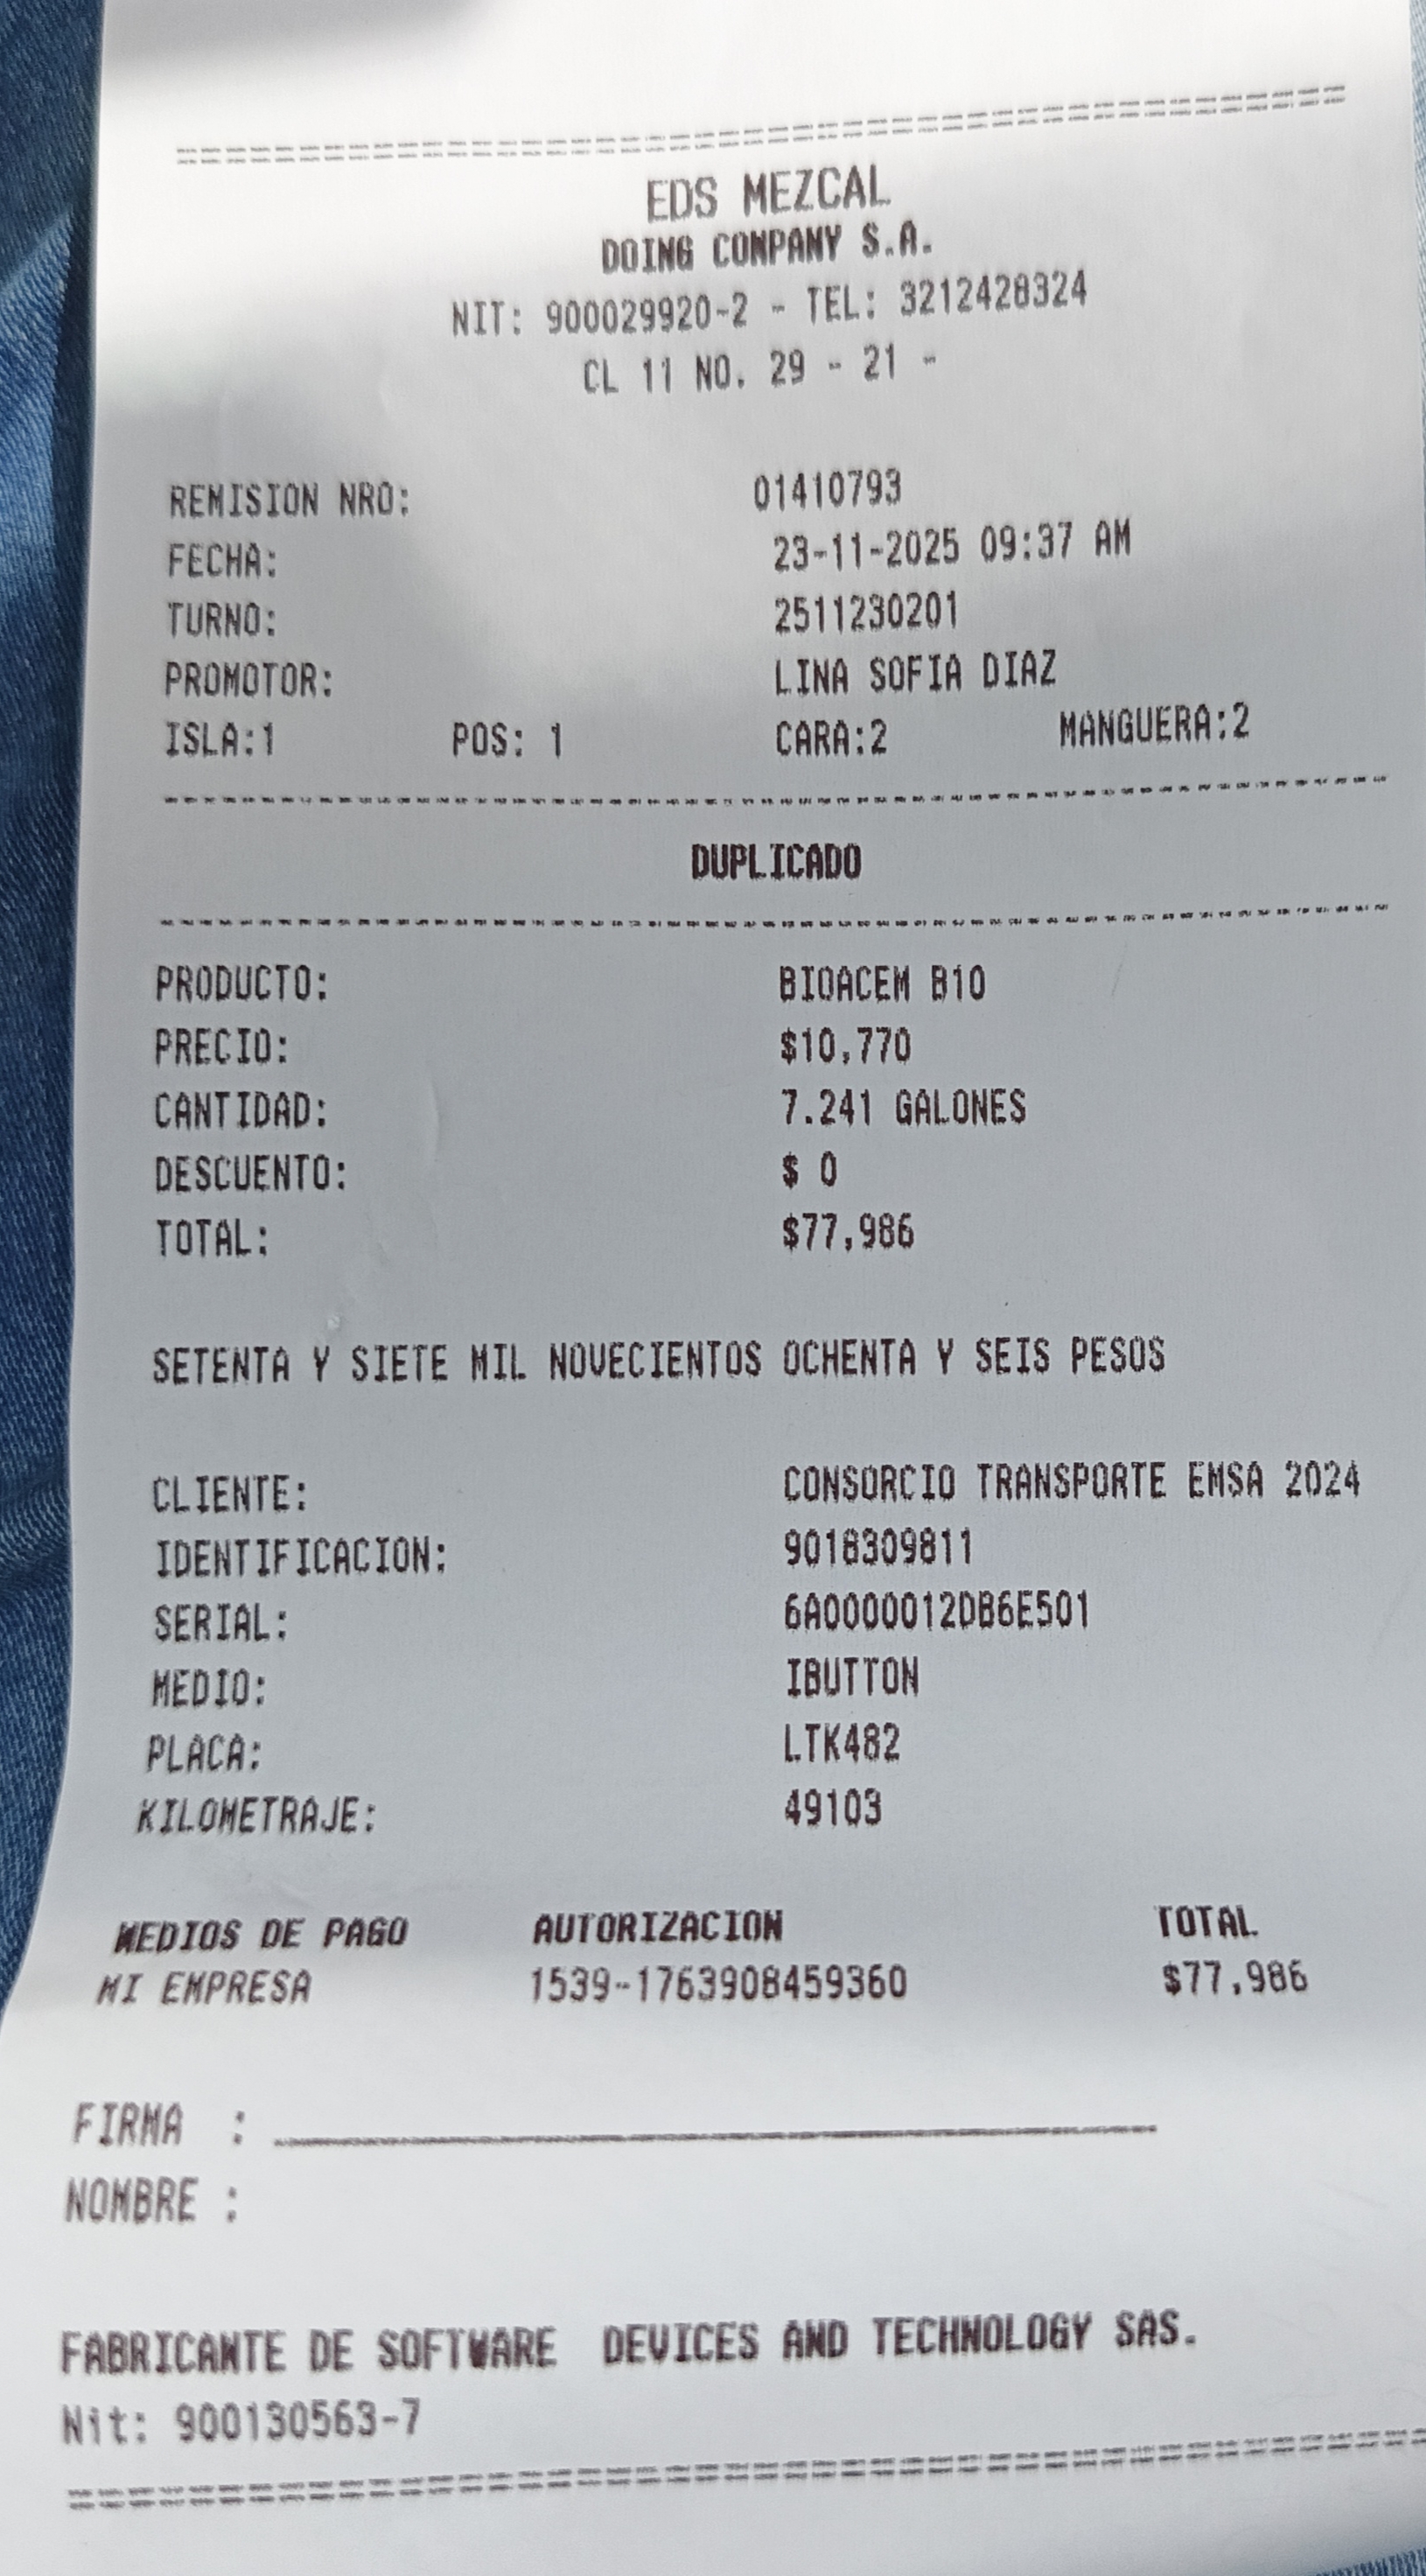 EDS MEZCAL
DOING COMPANY S.A.
NIT: 900029920-2 - TEL: 3212428324
CL 11 NO. 29 - 21 -
REMISION NRO: 01410793
FECHA: 23-11-2025 09:37 AM
TURNO: 2511230201
PROMOTOR: LINA SOFIA DIAZ
ISLA:1 POS: 1 CARA:2 MANGUERA:2
DUPLICADO
PRODUCTO: BIOACEM B10
PRECIO: $10,770
CANTIDAD: 7.241 GALONES
DESCUENTO: $ 0
TOTAL: $77,986
SETENTA Y SIETE MIL NOVECIENTOS OCHENTA Y SEIS PESOS
CLIENTE: CONSORCIO TRANSPORTE EMSA 2024
IDENTIFICACION: 9018309811
SERIAL: 6A0000012DB6E501
MEDIO: IBUTTON
PLACA: LTK482
KILOMETRAJE: 49103
MEDIOS DE PAGO AUTORIZACION TOTAL
MI EMPRESA 1539-1763908459360 $77,986
FIRMA :
NOMBRE :
FABRICANTE DE SOFTWARE DEVICES AND TECHNOLOGY SAS.
Nit: 900130563-7